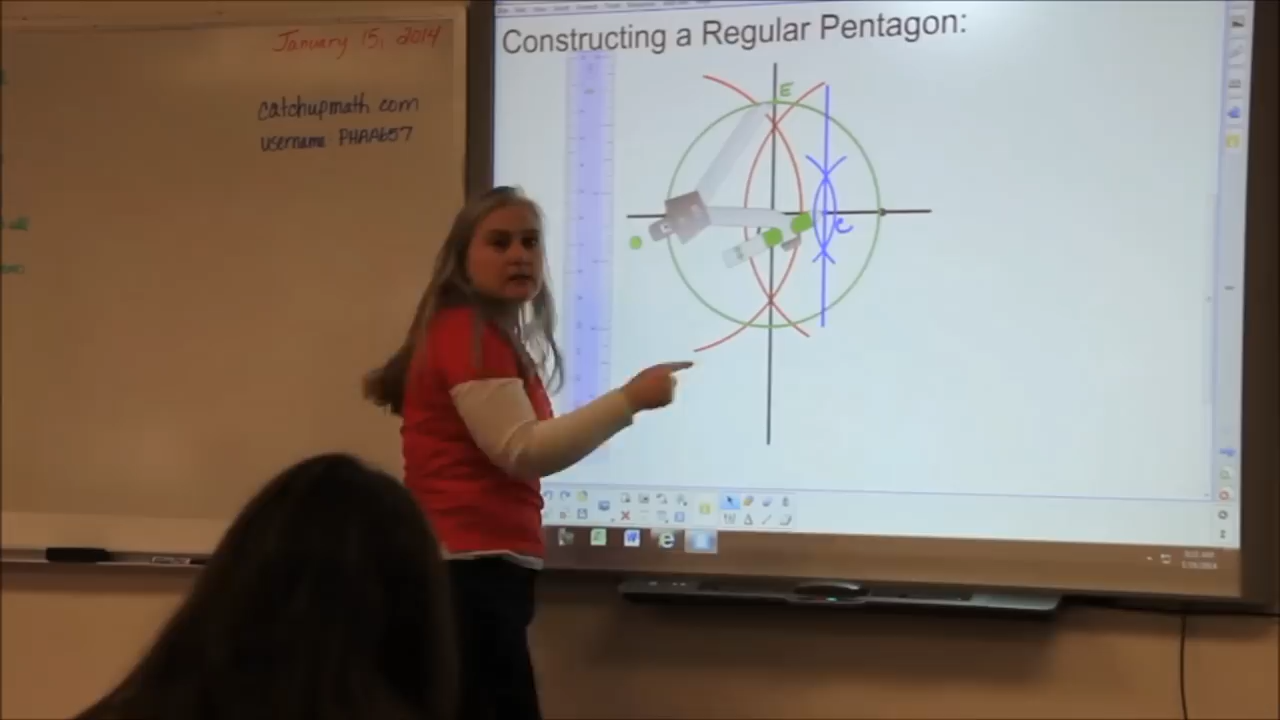 January 15, 2014
catchupmath com
username: PHAA657
Constructing a Regular Pentagon:
E
C